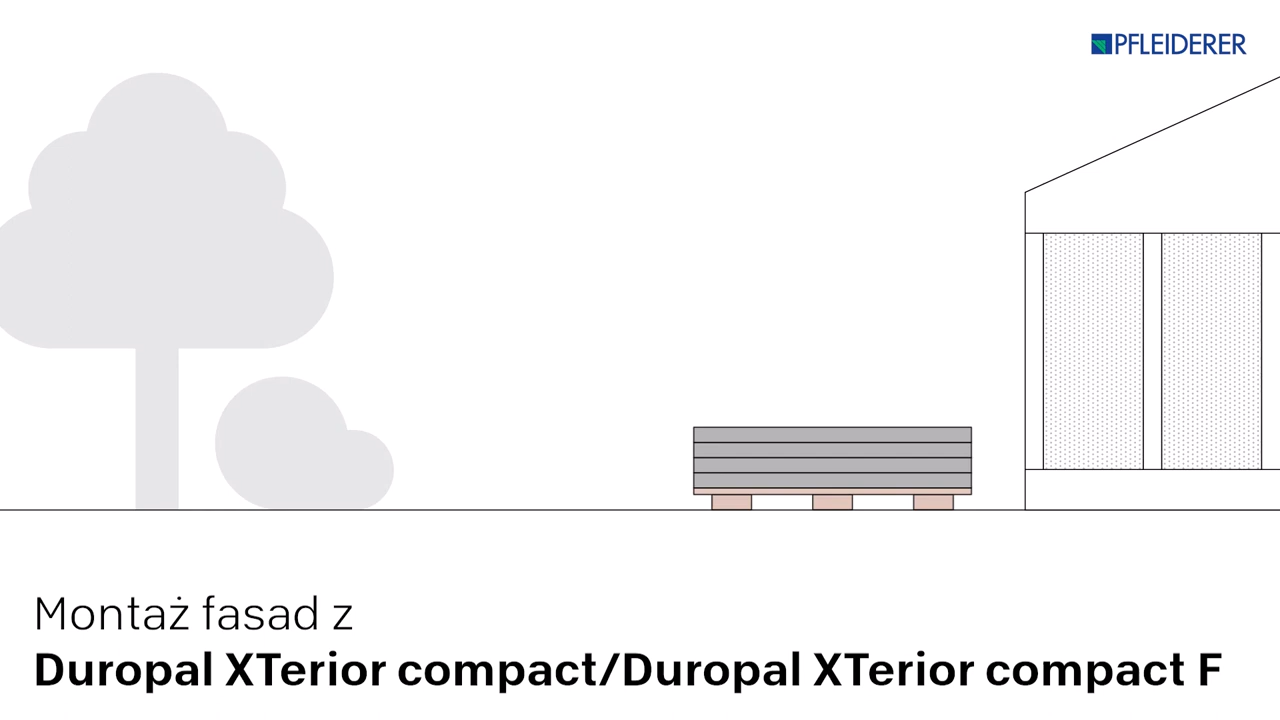 PFLEIDERER
Montaż fasad z
Duropal XTerior compact/Duropal XTerior compact F